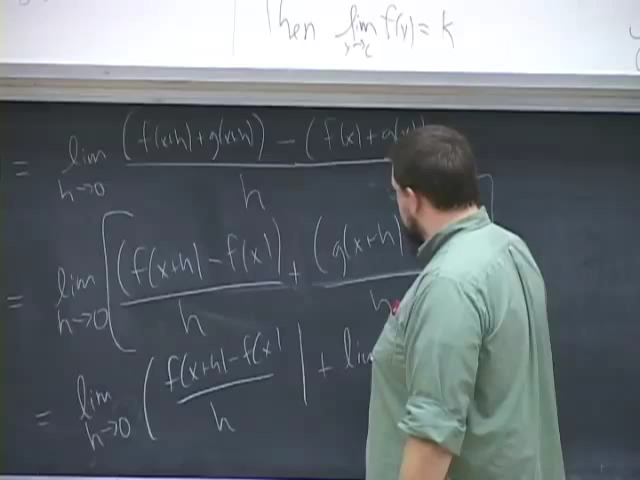 Then lim f(x) = k
x→c
= lim (f(x+h)+g(x+h)) − (f(x)+g(x)
h→0 h
= lim [ (f(x+h) − f(x)) + (g(x+h)
h→0 h h
= lim ( f(x+h) − f(x) ) + lim
h→0 h